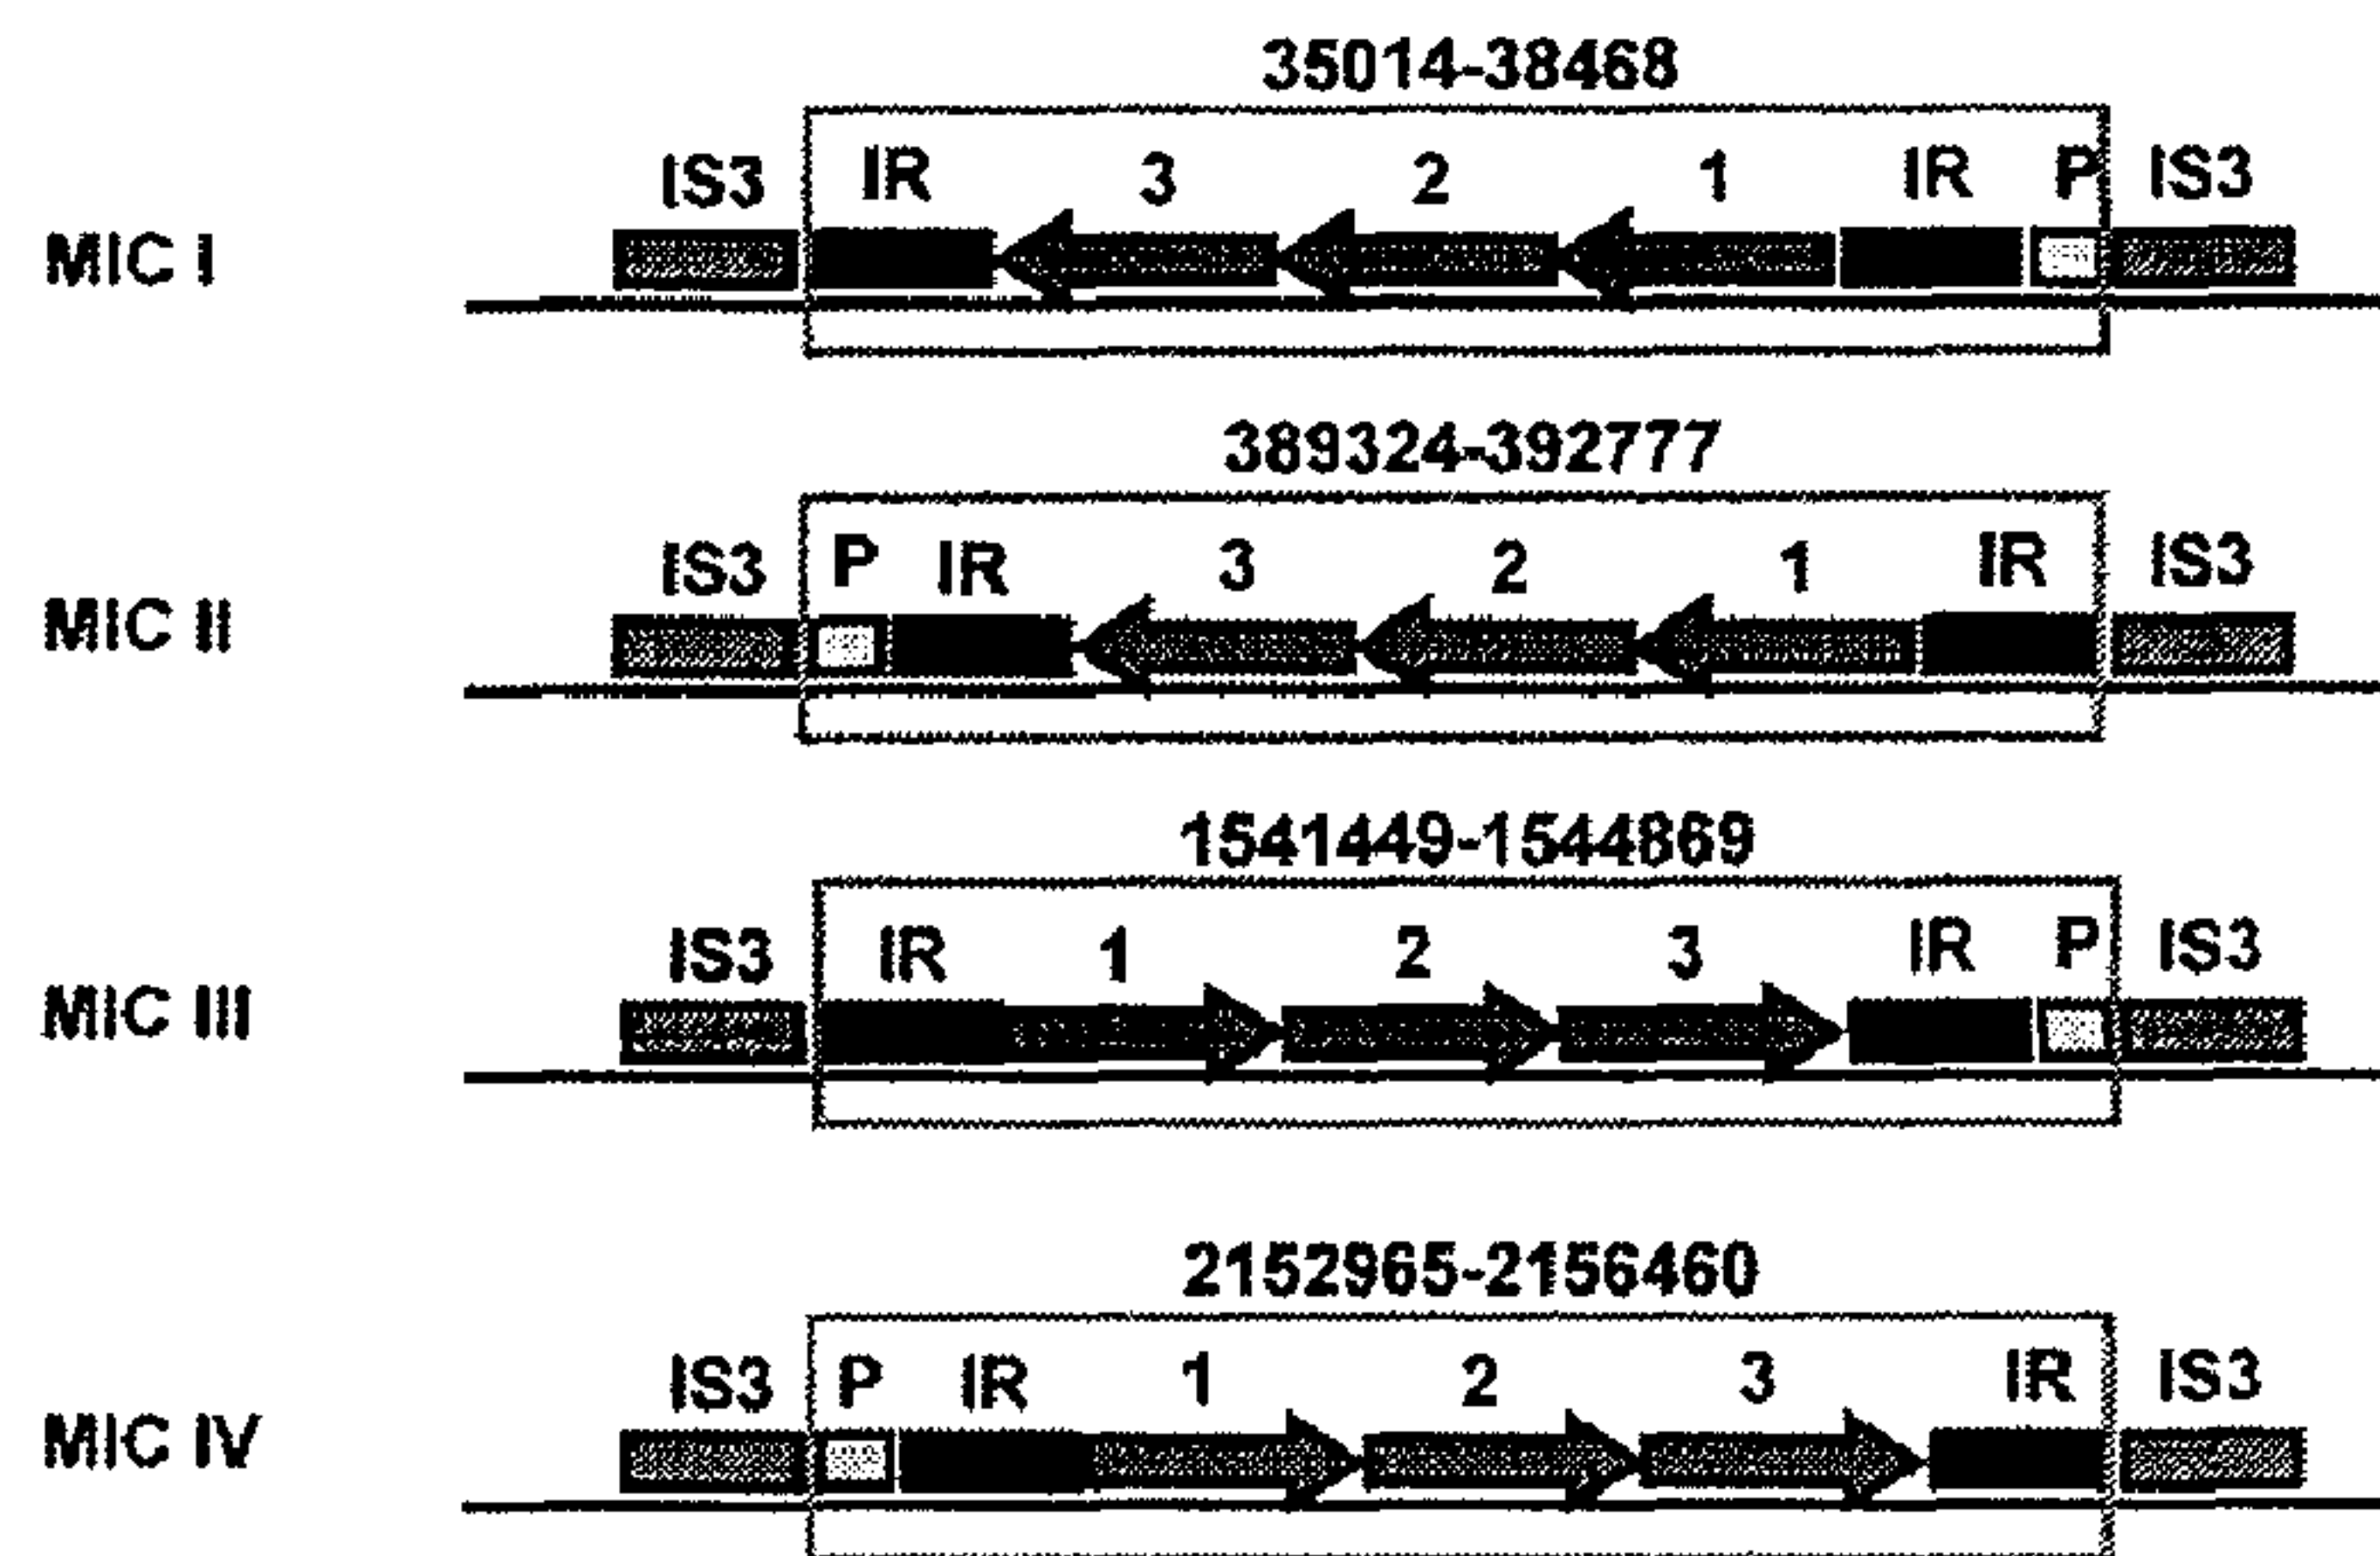 35014-38468
IS3 IR 3 2 1 IR P IS3
MIC I
389324-392777
IS3 P IR 3 2 1 IR IS3
MIC II
1541449-1544869
IS3 IR 1 2 3 IR P IS3
MIC III
2152965-2156460
IS3 P IR 1 2 3 IR IS3
MIC IV